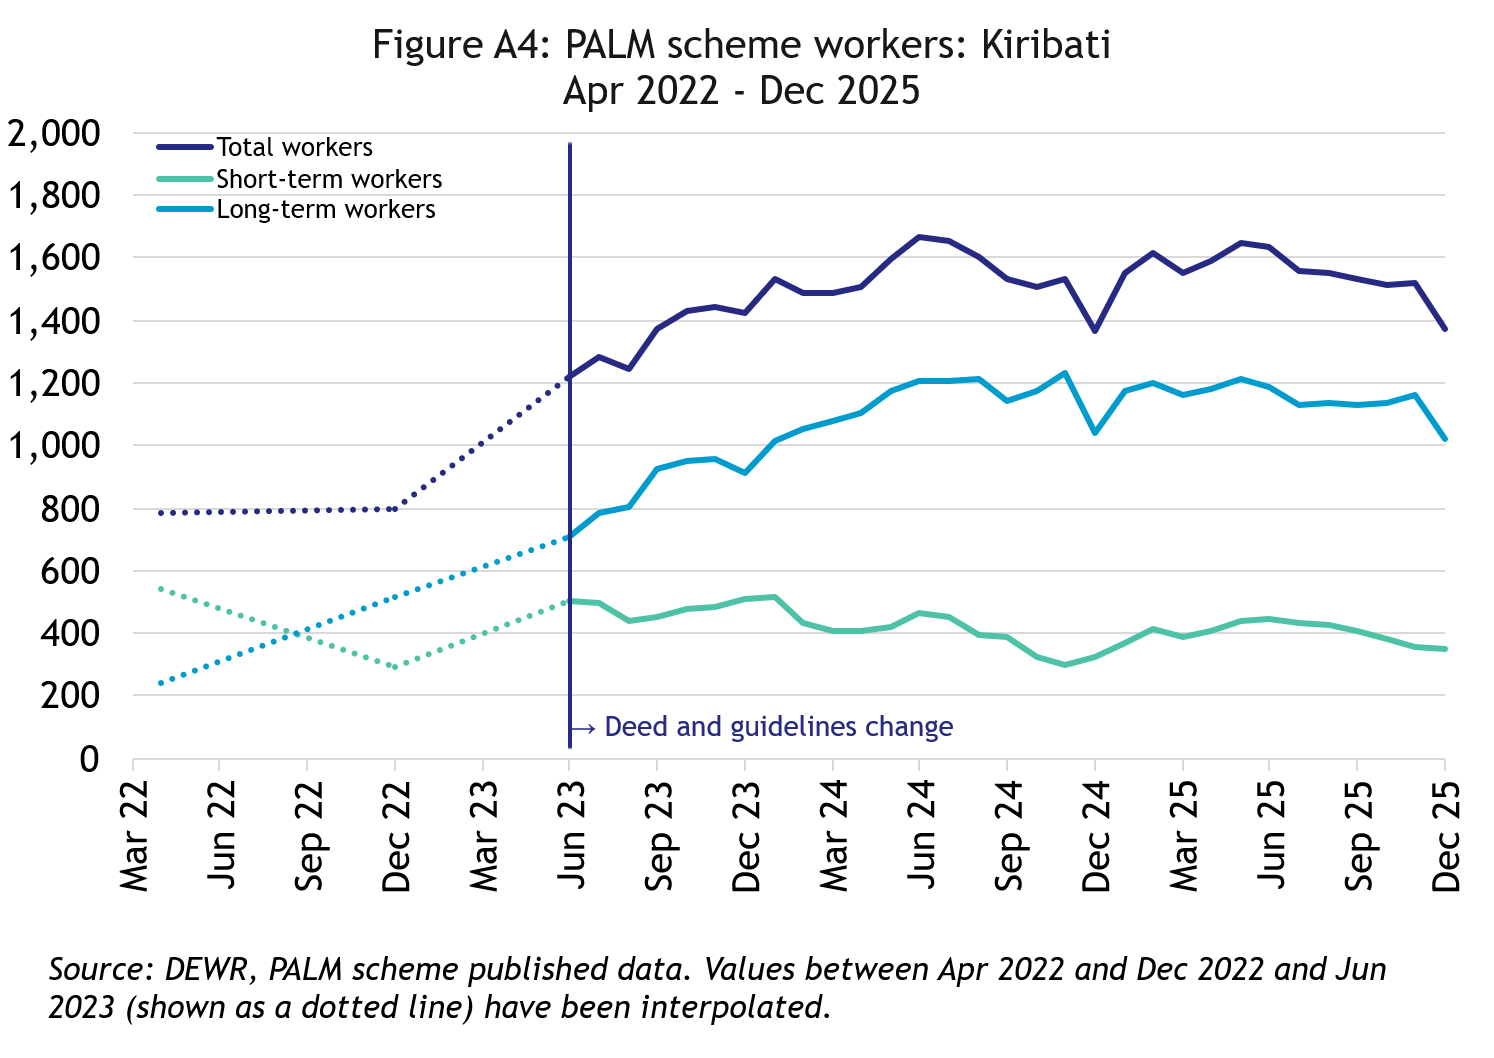 Figure A4: PALM scheme workers: Kiribati
Apr 2022 - Dec 2025
2,000
1,800
1,600
1,400
1,200
1,000
800
600
400
200
0
Total workers
Short-term workers
Long-term workers
→ Deed and guidelines change
Mar 22
Jun 22
Sep 22
Dec 22
Mar 23
Jun 23
Sep 23
Dec 23
Mar 24
Jun 24
Sep 24
Dec 24
Mar 25
Jun 25
Sep 25
Dec 25
Source: DEWR, PALM scheme published data. Values between Apr 2022 and Dec 2022 and Jun
2023 (shown as a dotted line) have been interpolated.